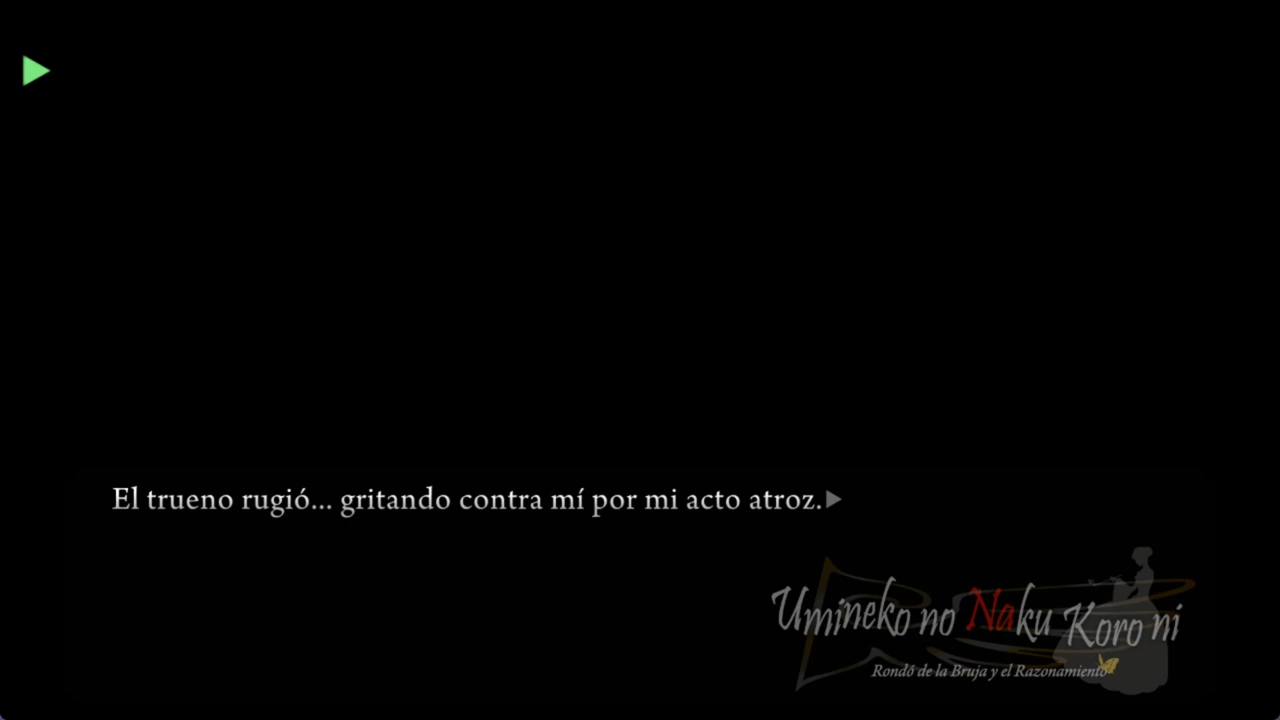 El trueno rugió... gritando contra mí por mi acto atroz.
Umineko no Naku Koro ni
Rondó de la Bruja y el Razonamiento